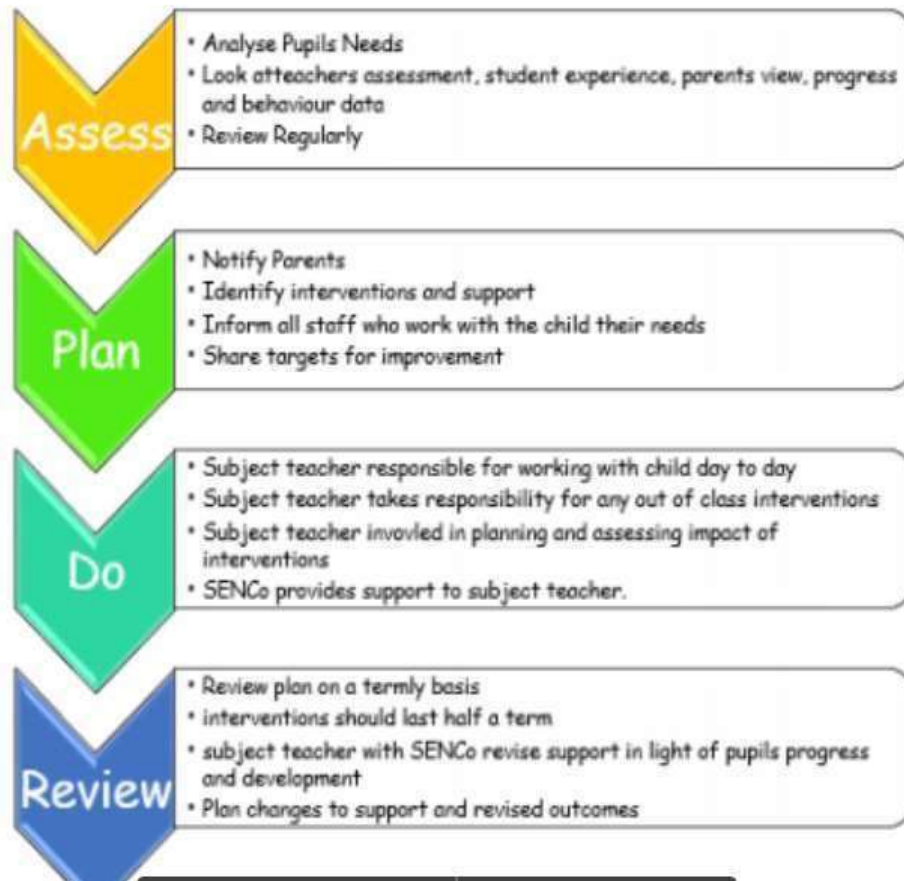 Assess
• Analyse Pupils Needs
• Look atteachers assessment, student experience, parents view, progress
and behaviour data
• Review Regularly
Plan
• Notify Parents
• Identify interventions and support
• Inform all staff who work with the child their needs
• Share targets for improvement
Do
• Subject teacher responsible for working with child day to day
• Subject teacher takes responsibility for any out of class interventions
• Subject teacher invovled in planning and assessing impact of
interventions
• SENCo provides support to subject teacher.
Review
• Review plan on a termly basis
• interventions should last half a term
• subject teacher with SENCo revise support in light of pupils progress
and development
• Plan changes to support and revised outcomes